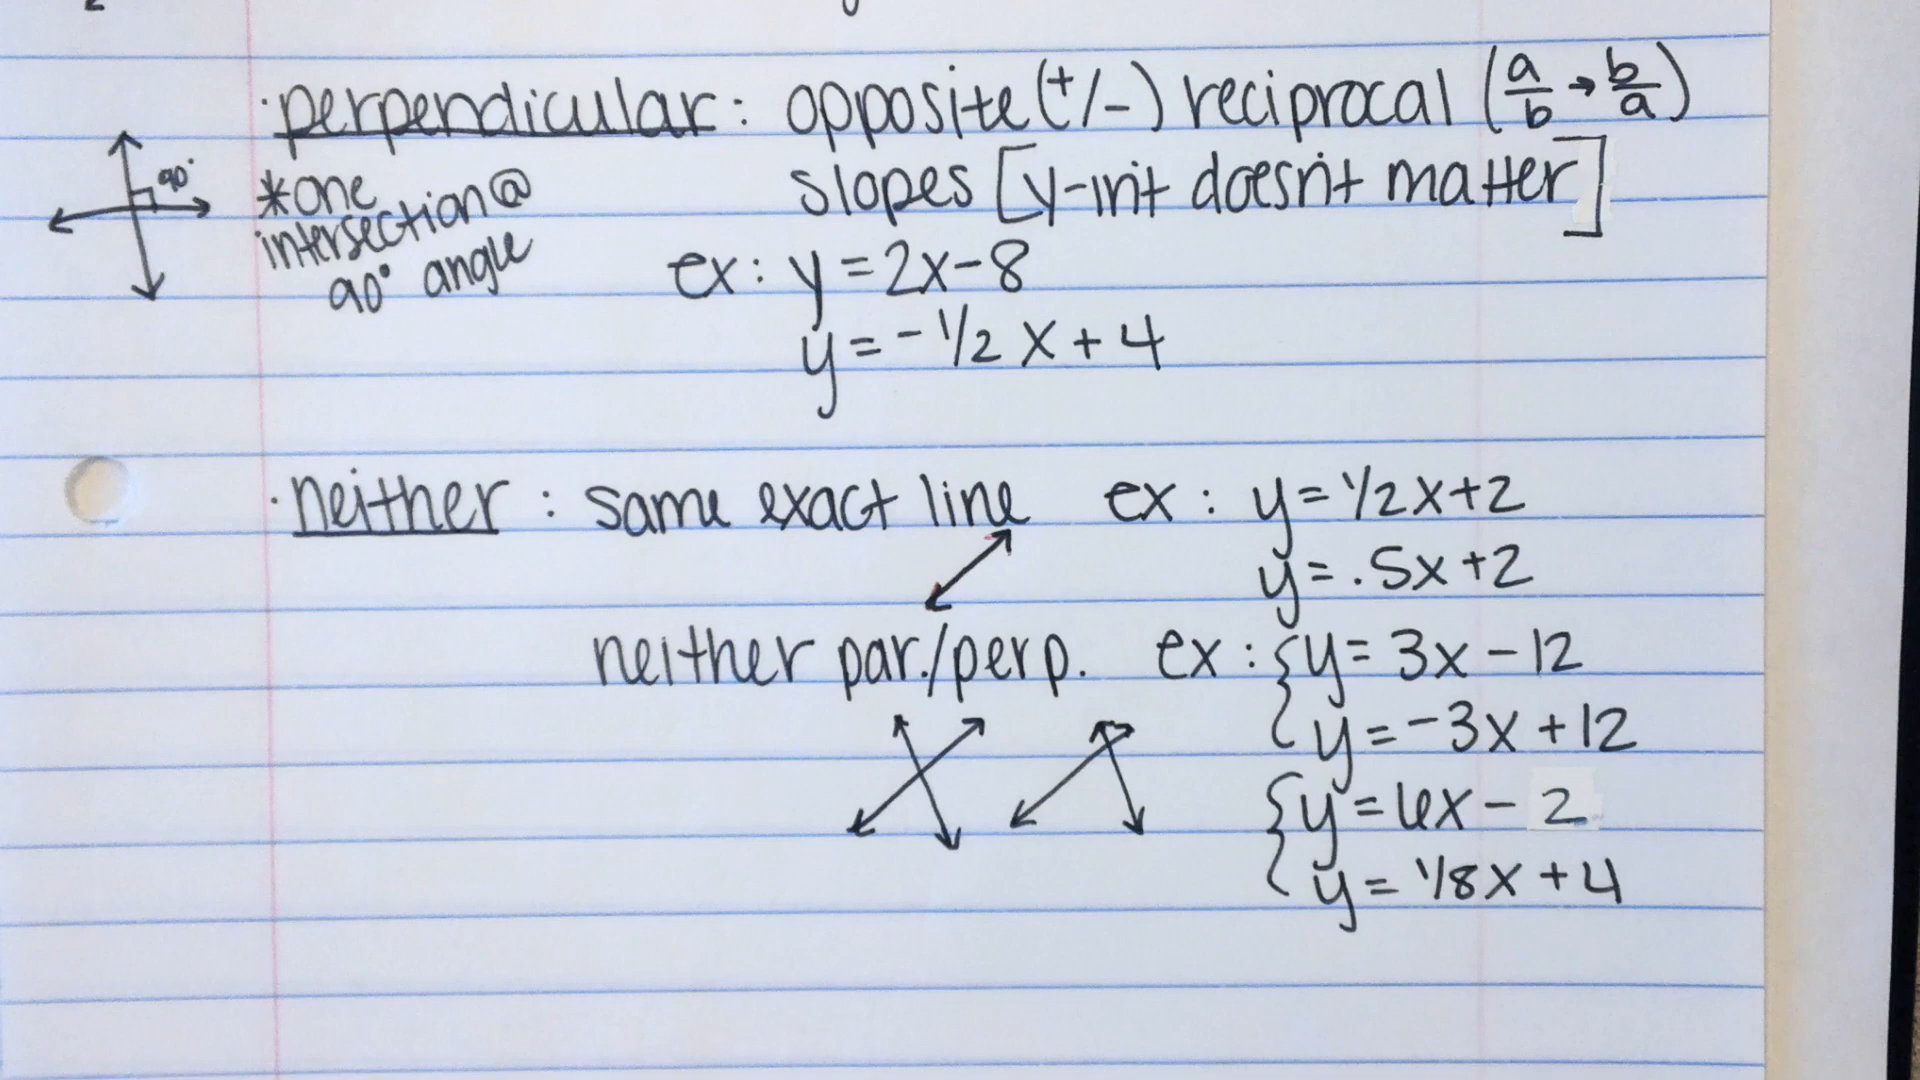 ·perpendicular: opposite(+/-) reciprocal (a/b → b/a)
slopes [y-int doesn't matter]
90°
*one
intersection@
90° angle
ex: y=2x-8
y=-1/2x+4
·neither: same exact line ex: y=1/2x+2
y=.5x+2
neither par./perp. ex: {y=3x-12
y=-3x+12
{y=6x-2
y=1/8x+4